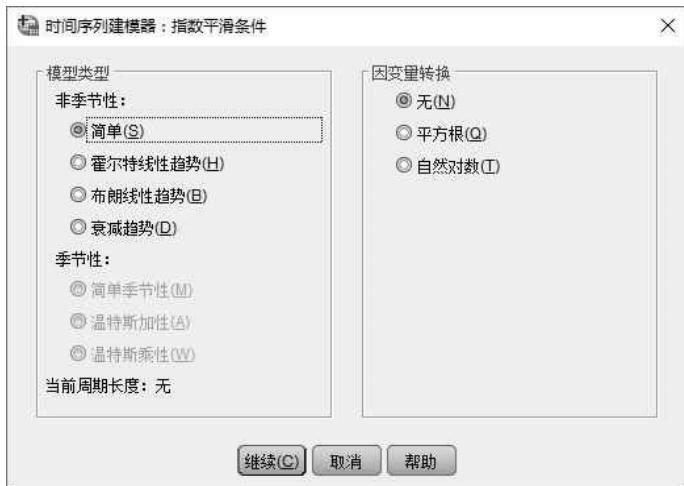 时间序列建模器：指数平滑条件
模型类型
非季节性：
简单(S)
霍尔特线性趋势(H)
布朗线性趋势(B)
衰减趋势(D)
季节性：
简单季节性(M)
温特斯加性(A)
温特斯乘性(W)
当前周期长度：无
因变量转换
无(N)
平方根(Q)
自然对数(T)
继续(C)
取消
帮助